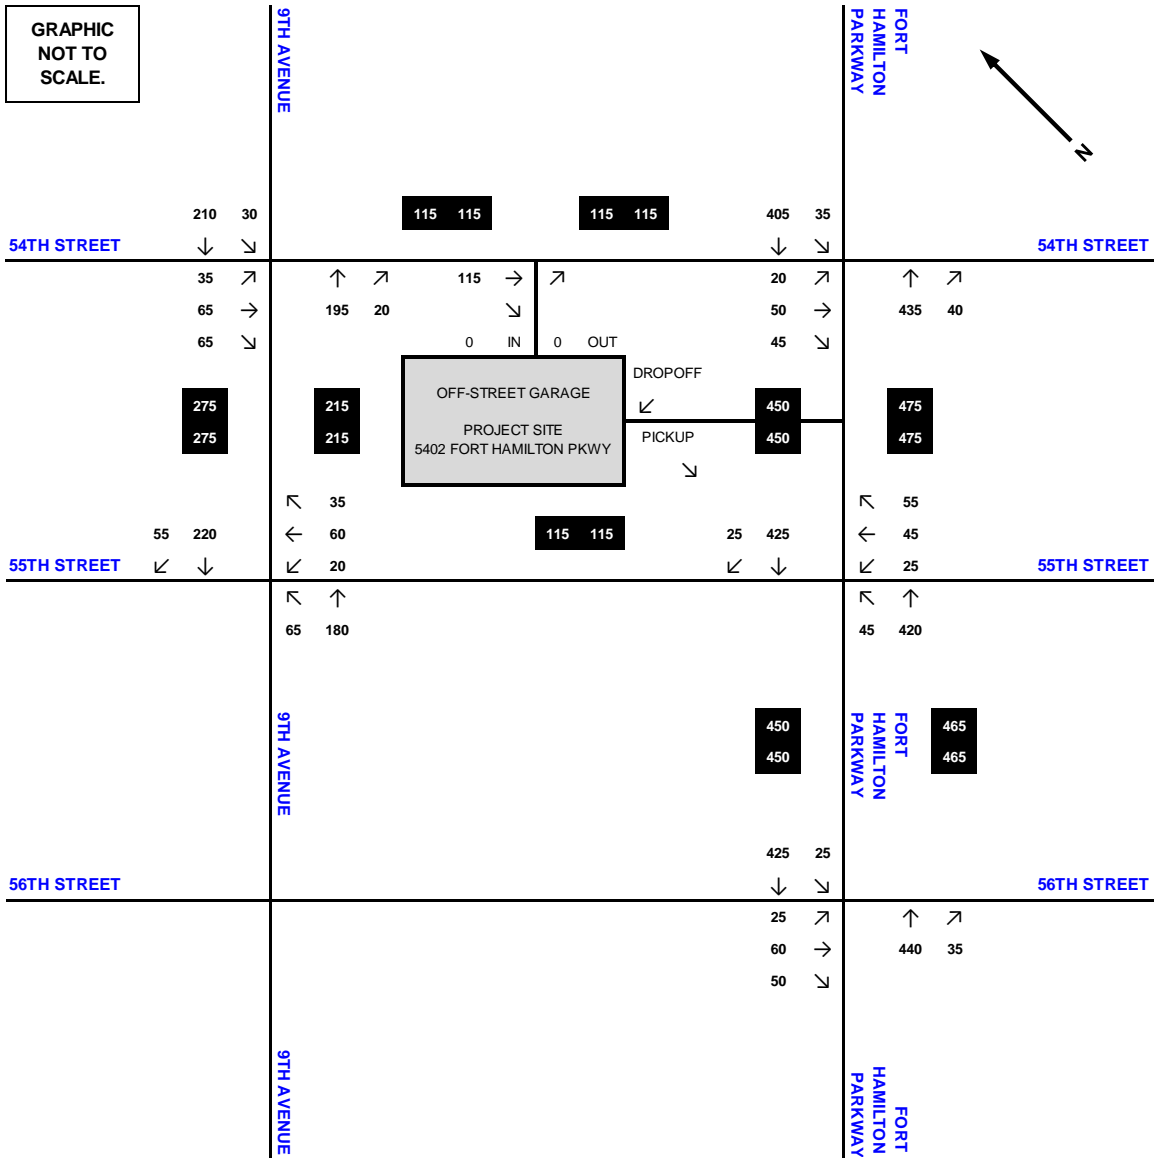 GRAPHIC
NOT TO
SCALE.
9TH AVENUE
FORT
HAMILTON
PARKWAY
N
210 30
115 115
115 115
405 35
54TH STREET
54TH STREET
35
65
65
195 20
115
0 IN
0 OUT
20
50
45
435 40
OFF-STREET GARAGE
PROJECT SITE
5402 FORT HAMILTON PKWY
DROPOFF
PICKUP
275
275
215
215
450
450
475
475
35
60
20
55 220
115 115
25 425
55
45
25
55TH STREET
55TH STREET
65 180
45 420
9TH AVENUE
450
450
FORT
HAMILTON
PARKWAY
465
465
425 25
56TH STREET
56TH STREET
25
60
50
440 35
9TH AVENUE
FORT
HAMILTON
PARKWAY